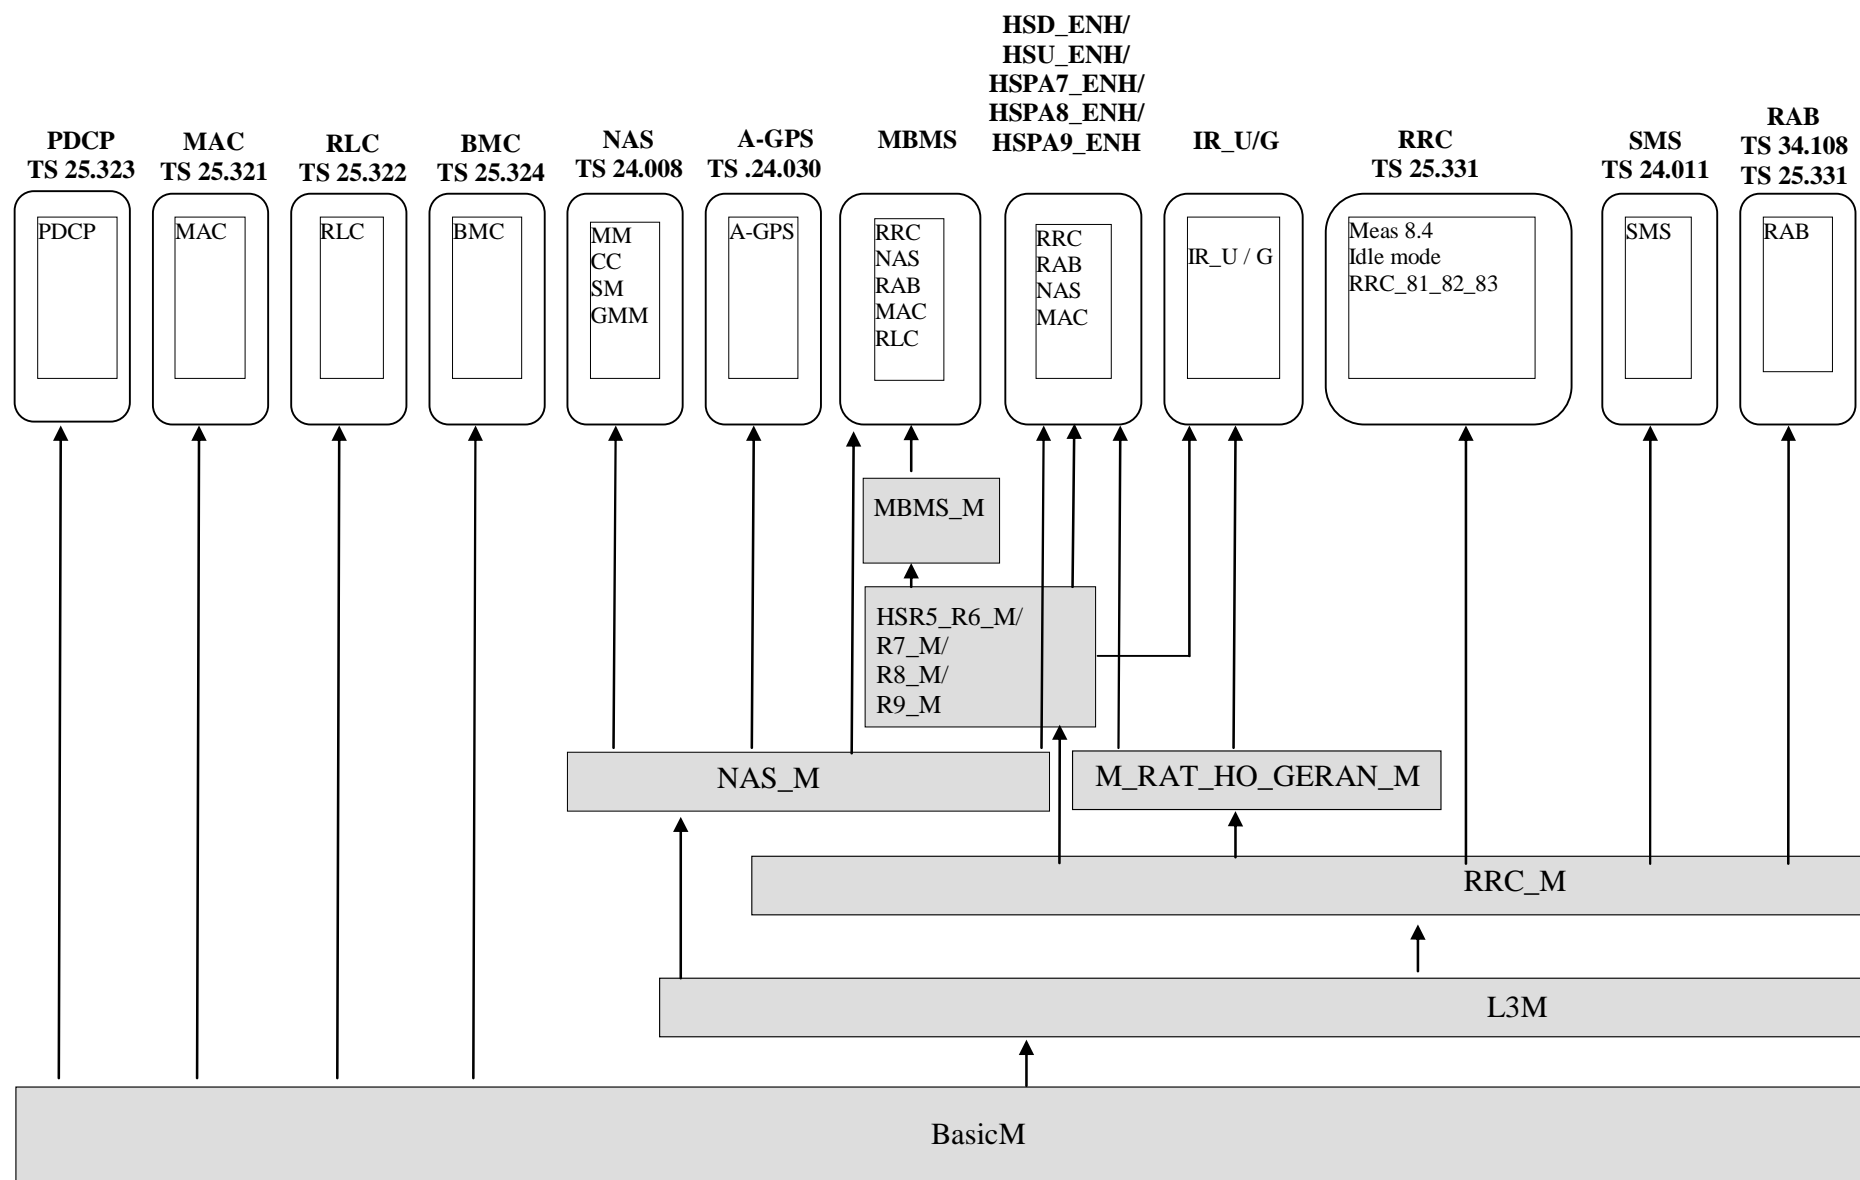 HSD_ENH/
HSU_ENH/
HSPA7_ENH/
HSPA8_ENH/
HSPA9_ENH
PDCP
TS 25.323
MAC
TS 25.321
RLC
TS 25.322
BMC
TS 25.324
NAS
TS 24.008
A-GPS
TS .24.030
MBMS
IR_U/G
RRC
TS 25.331
SMS
TS 24.011
RAB
TS 34.108
TS 25.331
PDCP
MAC
RLC
BMC
MM
CC
SM
GMM
A-GPS
RRC
NAS
RAB
MAC
RLC
RRC
RAB
NAS
MAC
IR_U / G
Meas 8.4
Idle mode
RRC_81_82_83
SMS
RAB
MBMS_M
HSR5_R6_M/
R7_M/
R8_M/
R9_M
NAS_M
M_RAT_HO_GERAN_M
RRC_M
L3M
BasicM